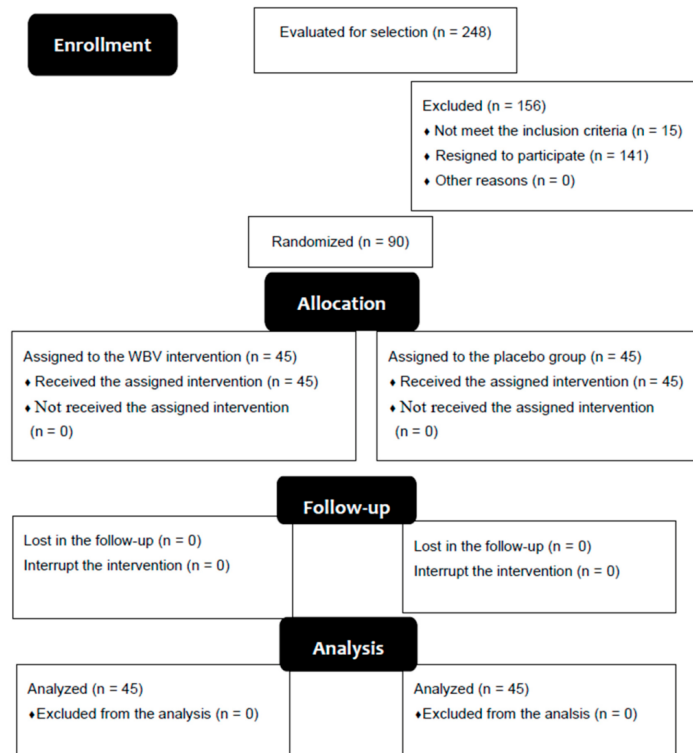 Enrollment
Evaluated for selection (n = 248)
Excluded (n = 156)
♦ Not meet the inclusion criteria (n = 15)
♦ Resigned to participate (n = 141)
♦ Other reasons (n = 0)
Randomized (n = 90)
Allocation
Assigned to the WBV intervention (n = 45)
♦ Received the assigned intervention (n = 45)
♦ Not received the assigned intervention
(n = 0)
Assigned to the placebo group (n = 45)
♦ Received the assigned intervention (n = 45)
♦ Not received the assigned intervention
(n = 0)
Follow-up
Lost in the follow-up (n = 0)
Interrupt the intervention (n = 0)
Lost in the follow-up (n = 0)
Interrupt the intervention (n = 0)
Analysis
Analyzed (n = 45)
♦Excluded from the analysis (n = 0)
Analyzed (n = 45)
♦Excluded from the analsis (n = 0)